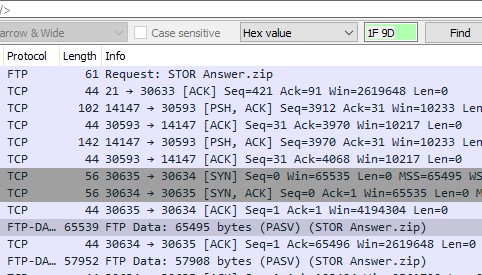 />
arrow & Wide Case sensitive Hex value 1F 9D Find
Protocol Length Info
FTP 61 Request: STOR Answer.zip
TCP 44 21 → 30633 [ACK] Seq=421 Ack=91 Win=2619648 Len=0
TCP 102 14147 → 30593 [PSH, ACK] Seq=3912 Ack=31 Win=10233 Len=
TCP 44 30593 → 14147 [ACK] Seq=31 Ack=3970 Win=10217 Len=0
TCP 142 14147 → 30593 [PSH, ACK] Seq=3970 Ack=31 Win=10233 Len=
TCP 44 30593 → 14147 [ACK] Seq=31 Ack=4068 Win=10217 Len=0
TCP 56 30635 → 30634 [SYN] Seq=0 Win=65535 Len=0 MSS=65495 WS
TCP 56 30634 → 30635 [SYN, ACK] Seq=0 Ack=1 Win=65535 Len=0 M
TCP 44 30635 → 30634 [ACK] Seq=1 Ack=1 Win=4194304 Len=0
FTP-DA… 65539 FTP Data: 65495 bytes (PASV) (STOR Answer.zip)
TCP 44 30634 → 30635 [ACK] Seq=1 Ack=65496 Win=2619648 Len=0
FTP-DA… 57952 FTP Data: 57908 bytes (PASV) (STOR Answer.zip)